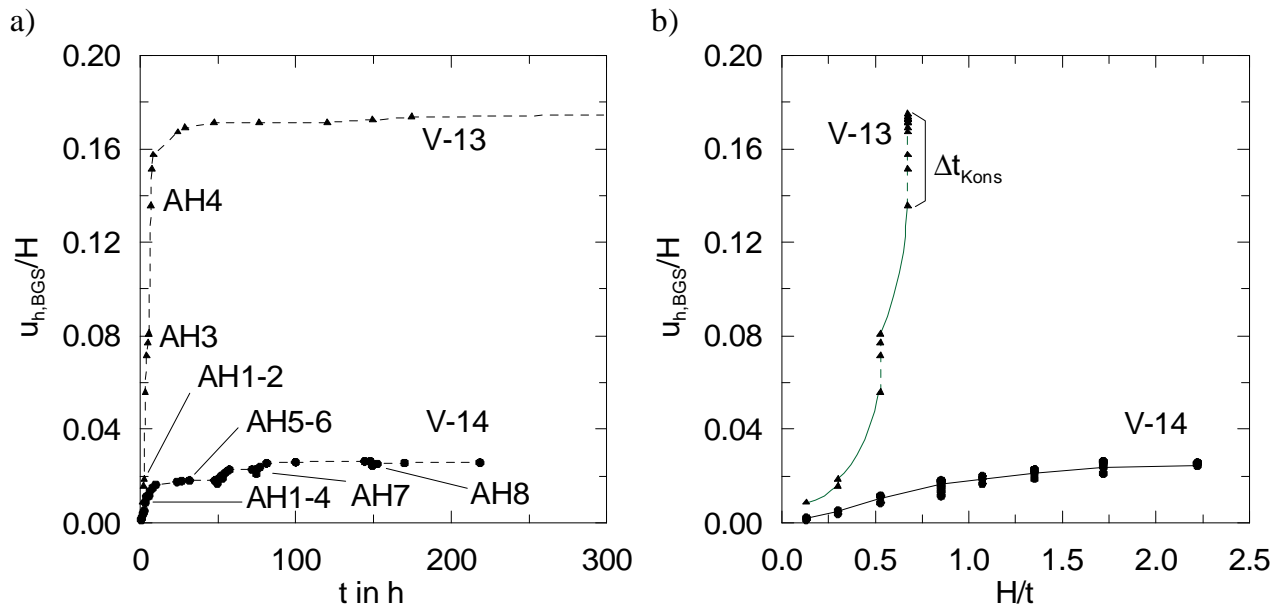 a)
0.20
0.16
0.12
0.08
0.04
0.00
u_h,BGS/H
V-13
AH4
AH3
AH1-2
AH5-6
V-14
AH1-4
AH7
AH8
0
100
200
300
t in h
b)
0.20
0.16
0.12
0.08
0.04
0.00
u_h,BGS/H
V-13
Δt_Kons
V-14
0.0
0.5
1.0
1.5
2.0
2.5
H/t